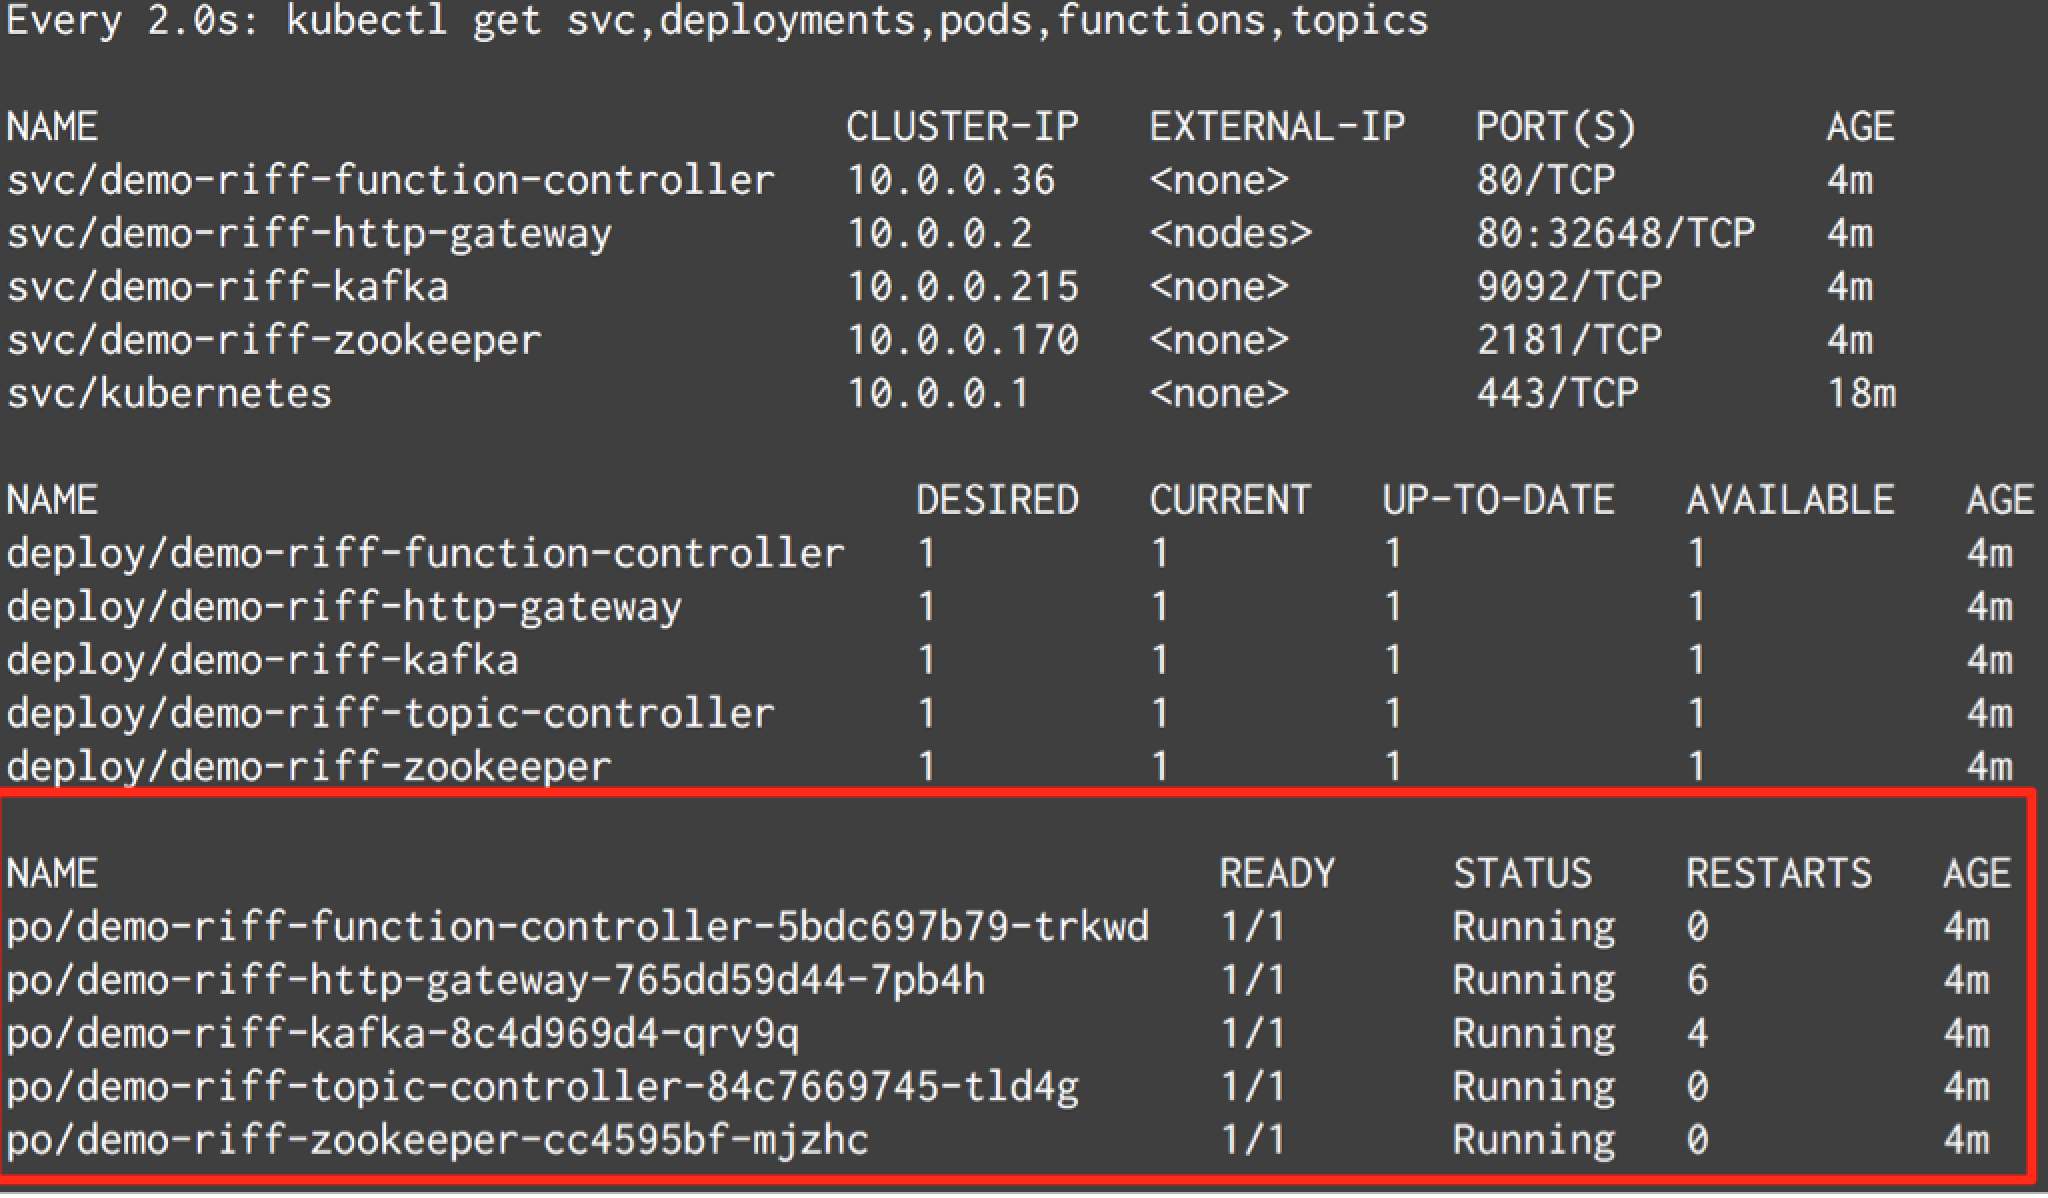 Every 2.0s: kubectl get svc,deployments,pods,functions,topics
NAME CLUSTER-IP EXTERNAL-IP PORT(S) AGE
svc/demo-riff-function-controller 10.0.0.36 <none> 80/TCP 4m
svc/demo-riff-http-gateway 10.0.0.2 <nodes> 80:32648/TCP 4m
svc/demo-riff-kafka 10.0.0.215 <none> 9092/TCP 4m
svc/demo-riff-zookeeper 10.0.0.170 <none> 2181/TCP 4m
svc/kubernetes 10.0.0.1 <none> 443/TCP 18m
NAME DESIRED CURRENT UP-TO-DATE AVAILABLE AGE
deploy/demo-riff-function-controller 1 1 1 1 4m
deploy/demo-riff-http-gateway 1 1 1 1 4m
deploy/demo-riff-kafka 1 1 1 1 4m
deploy/demo-riff-topic-controller 1 1 1 1 4m
deploy/demo-riff-zookeeper 1 1 1 1 4m
NAME READY STATUS RESTARTS AGE
po/demo-riff-function-controller-5bdc697b79-trkwd 1/1 Running 0 4m
po/demo-riff-http-gateway-765dd59d44-7pb4h 1/1 Running 6 4m
po/demo-riff-kafka-8c4d969d4-qrv9q 1/1 Running 4 4m
po/demo-riff-topic-controller-84c7669745-tld4g 1/1 Running 0 4m
po/demo-riff-zookeeper-cc4595bf-mjzhc 1/1 Running 0 4m